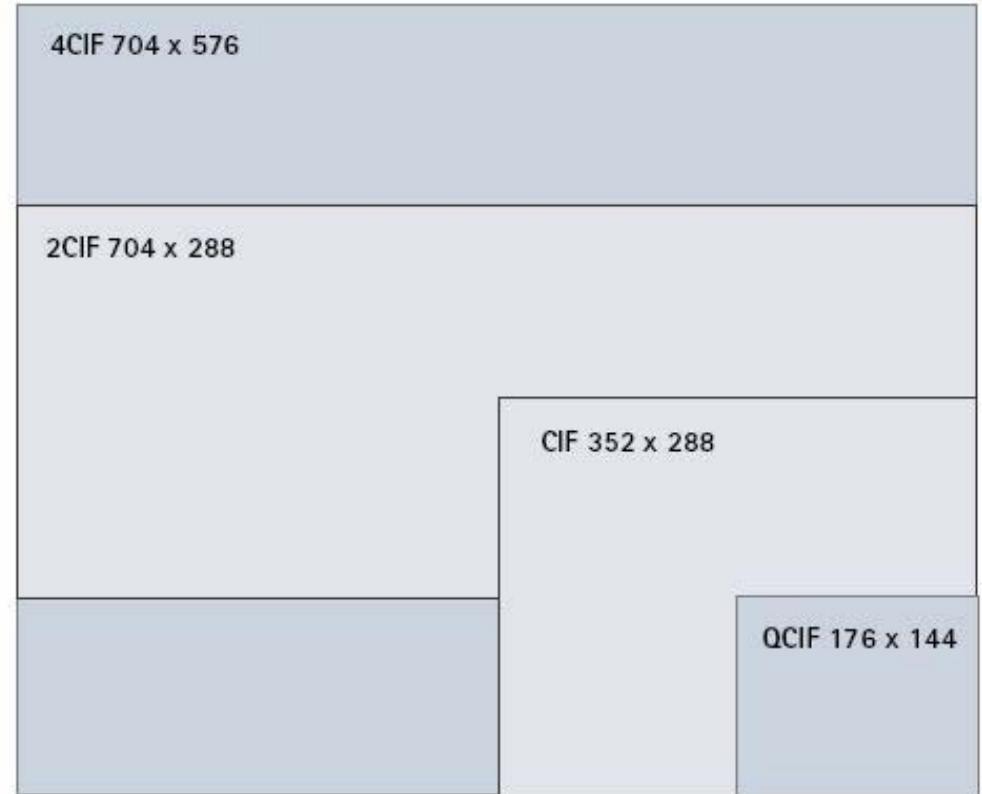 4CIF 704 x 576
2CIF 704 x 288
CIF 352 x 288
QCIF 176 x 144